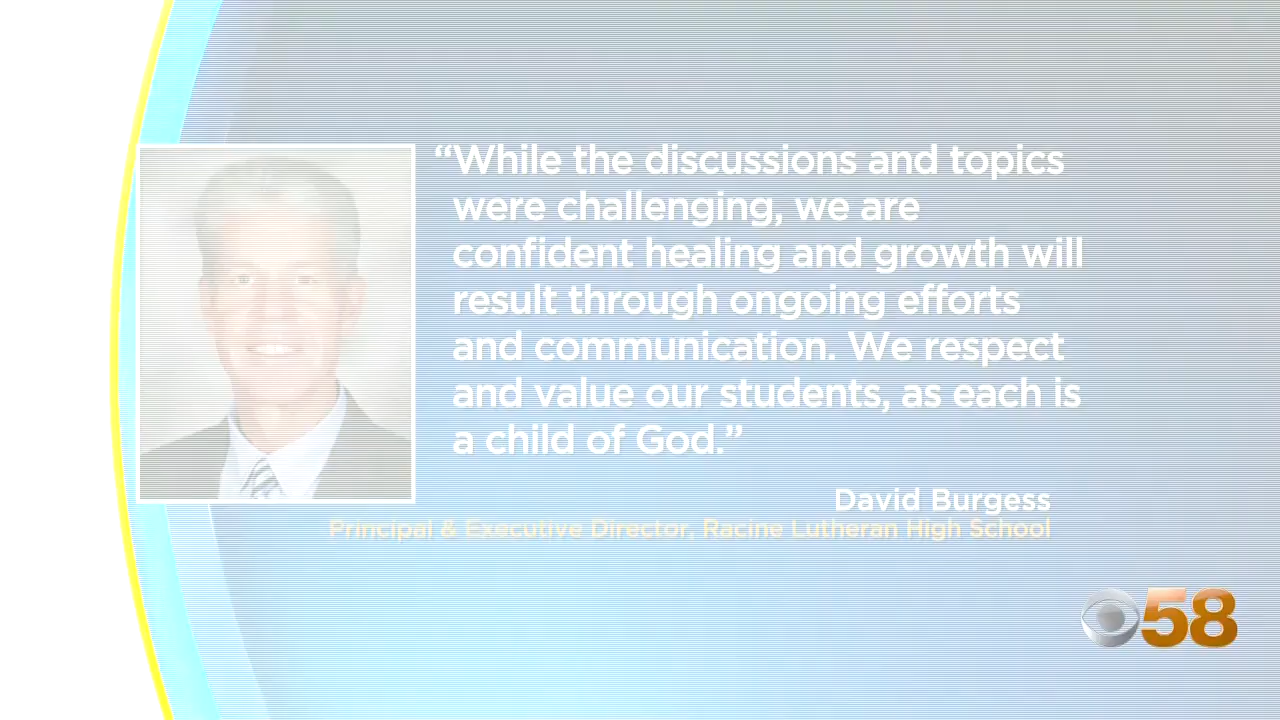 “While the discussions and topics
were challenging, we are
confident healing and growth will
result through ongoing efforts
and communication. We respect
and value our students, as each is
a child of God.”
David Burgess
Principal & Executive Director, Racine Lutheran High School
58